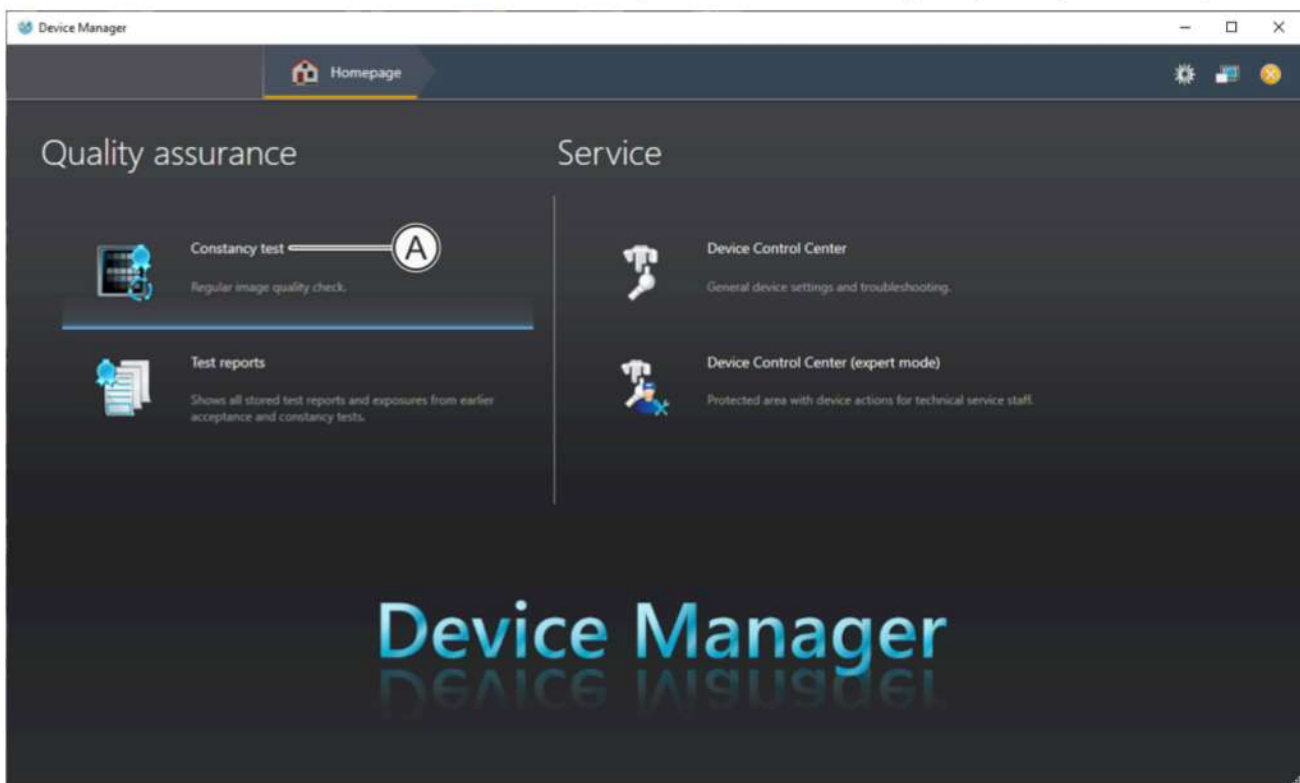 Device Manager
Homepage
Quality assurance
Service
Constancy test
A
Regular image quality check.
Test reports
Shows all stored test reports and exposures from earlier
acceptance and constancy tests.
Device Control Center
General device settings and troubleshooting.
Device Control Center (expert mode)
Protected area with device actions for technical service staff.
Device Manager